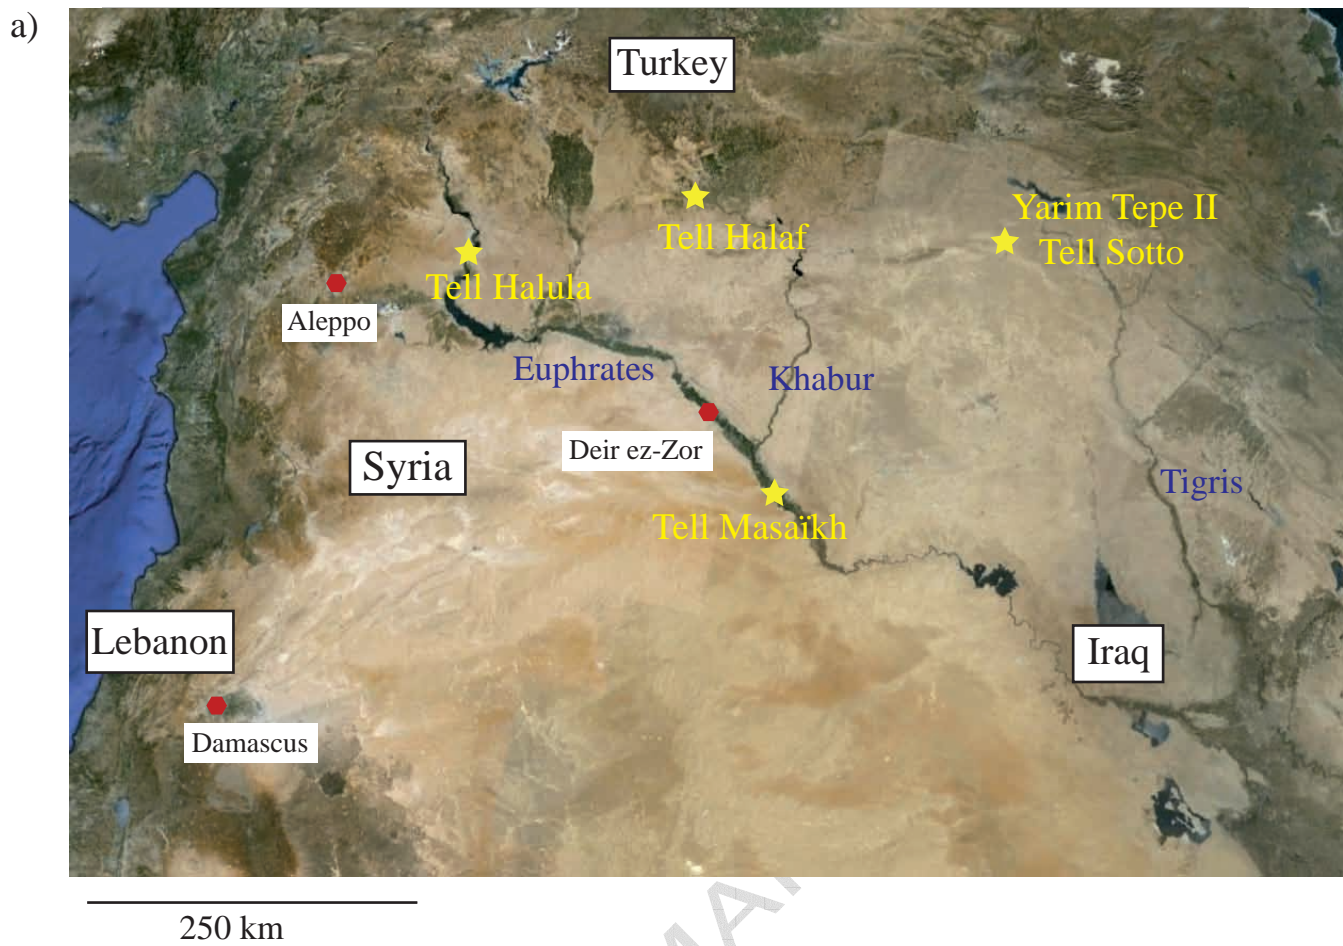 a)
Turkey
Yarim Tepe II
Tell Sotto
Tell Halaf
Tell Halula
Aleppo
Euphrates
Khabur
Deir ez-Zor
Syria
Tigris
Tell Masaïkh
Lebanon
Iraq
Damascus
250 km